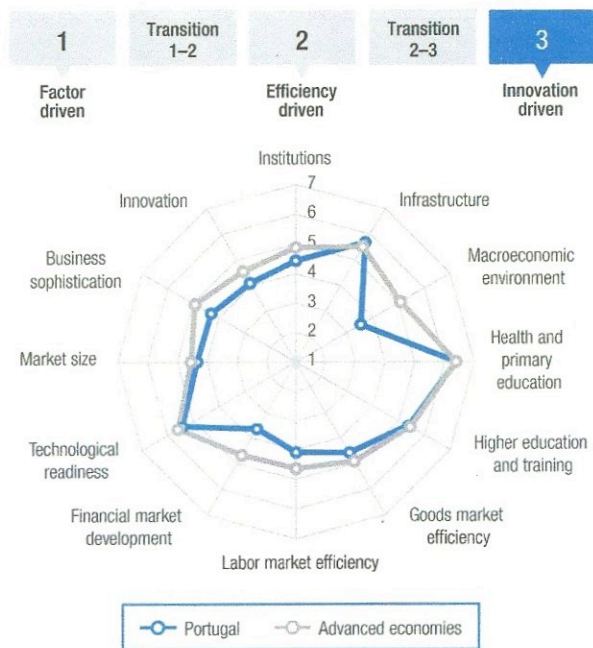 1
Transition
1–2
2
Transition
2–3
3
Factor
driven
Efficiency
driven
Innovation
driven
Institutions
Infrastructure
Macroeconomic
environment
Health and
primary
education
Higher education
and training
Goods market
efficiency
Labor market efficiency
Financial market
development
Technological
readiness
Market size
Business
sophistication
Innovation
7
6
5
4
3
2
1
Portugal
Advanced economies